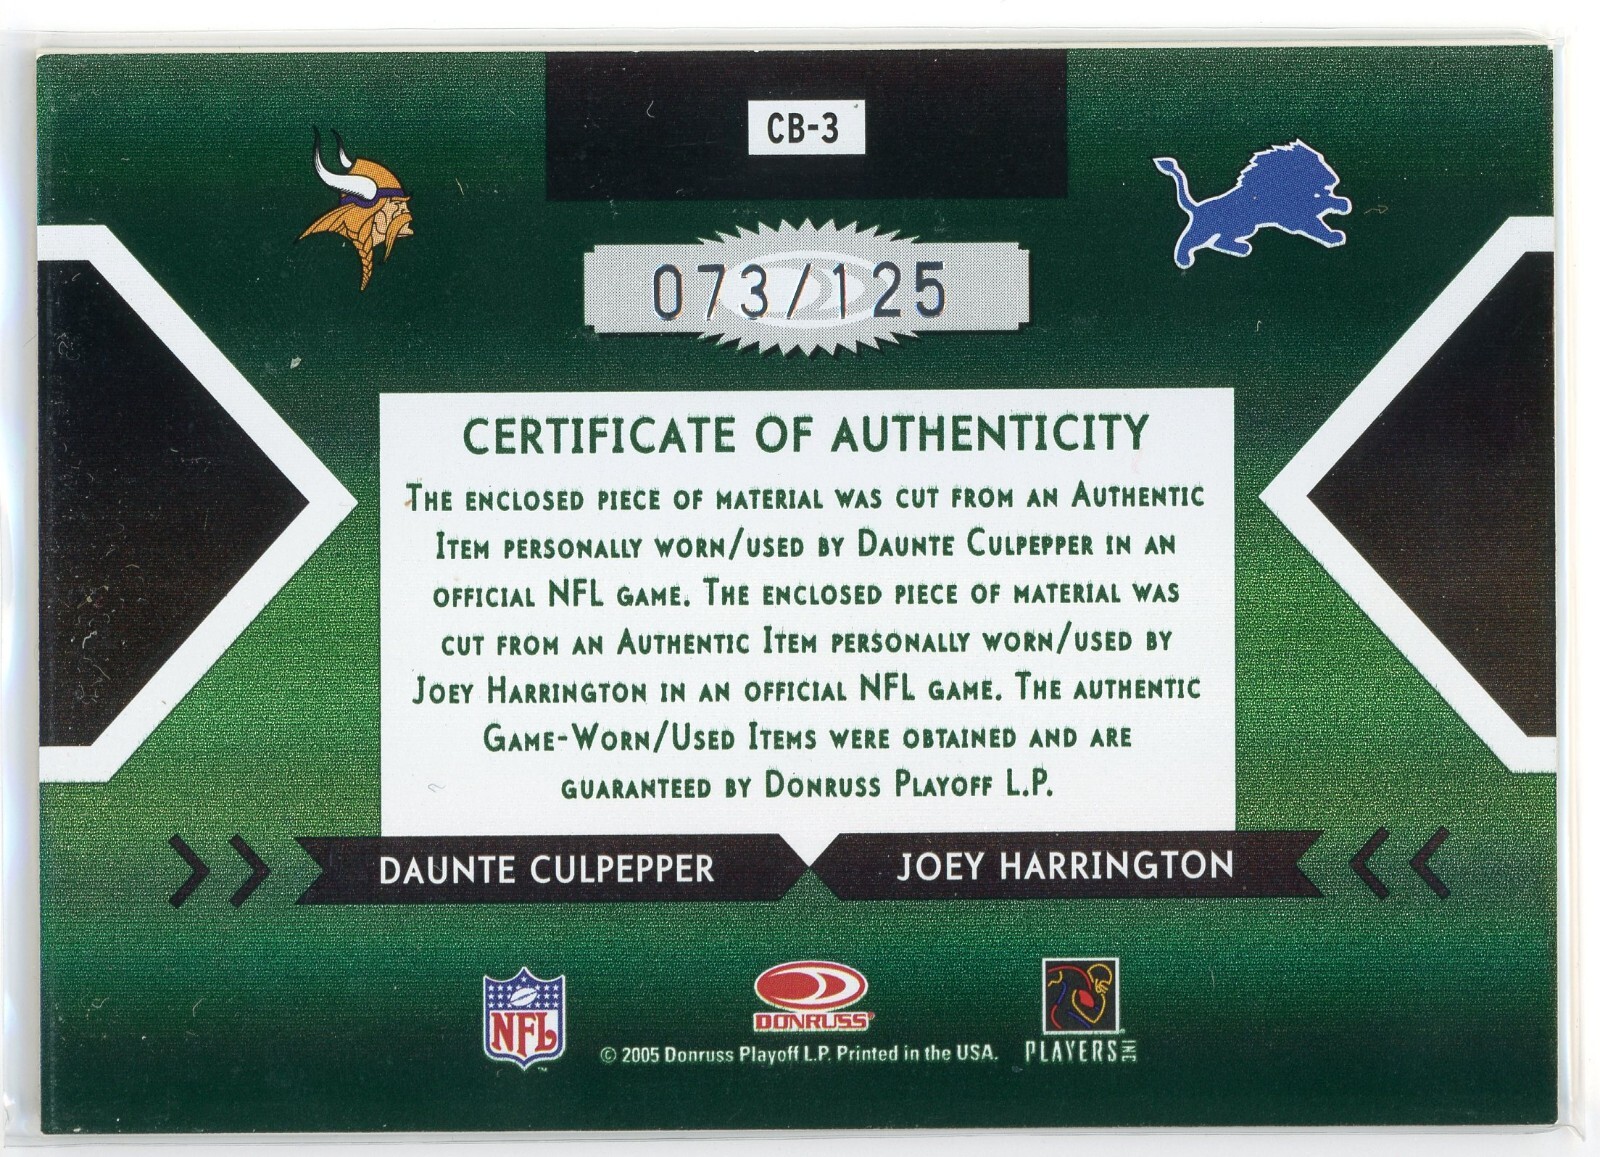 CB-3
073/125
CERTIFICATE OF AUTHENTICITY
THE ENCLOSED PIECE OF MATERIAL WAS CUT FROM AN AUTHENTIC
ITEM PERSONALLY WORN/USED BY DAUNTE CULPEPPER IN AN
OFFICIAL NFL GAME. THE ENCLOSED PIECE OF MATERIAL WAS
CUT FROM AN AUTHENTIC ITEM PERSONALLY WORN/USED BY
JOEY HARRINGTON IN AN OFFICIAL NFL GAME. THE AUTHENTIC
GAME-WORN/USED ITEMS WERE OBTAINED AND ARE
GUARANTEED BY DONRUSS PLAYOFF L.P.
DAUNTE CULPEPPER
JOEY HARRINGTON
NFL
DONRUSS®
© 2005 Donruss Playoff L.P. Printed in the USA.
PLAYERS INC